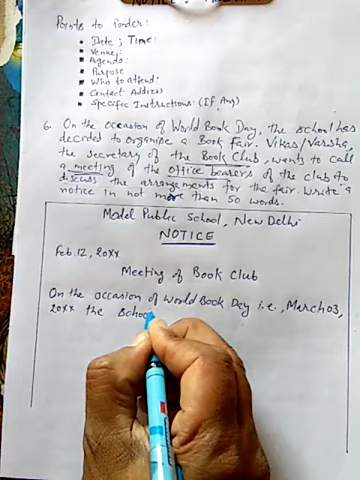 Points to Ponder:
Date; Time:
Venue;:
Agenda:
Purpose
Who to attend:
Contact Address
Specific Instructions: (If Any)
6. On the occasion of World Book Day, the school has
decided to organise a Book fair. Vikas/Varsha,
the secretary of the Book Club, wants to call
a meeting of the office bearers of the club to
discuss the arrangements for the fair. Write a
notice in not more than 50 words.
Model Public School, New Delhi
NOTICE
Feb.12, 20XX
Meeting of Book Club
On the occasion of World Book Day i.e., March 03,
20XX the Schoo